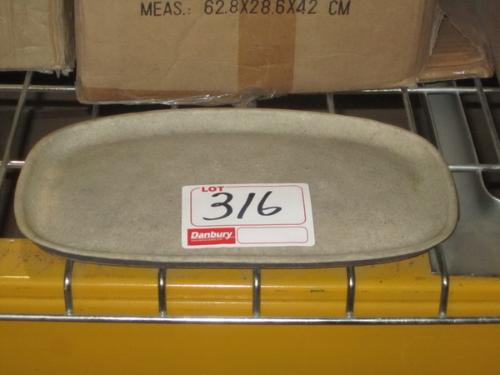 MEAS.: 62.8X28.6X42 CM
LOT
316
Danbury